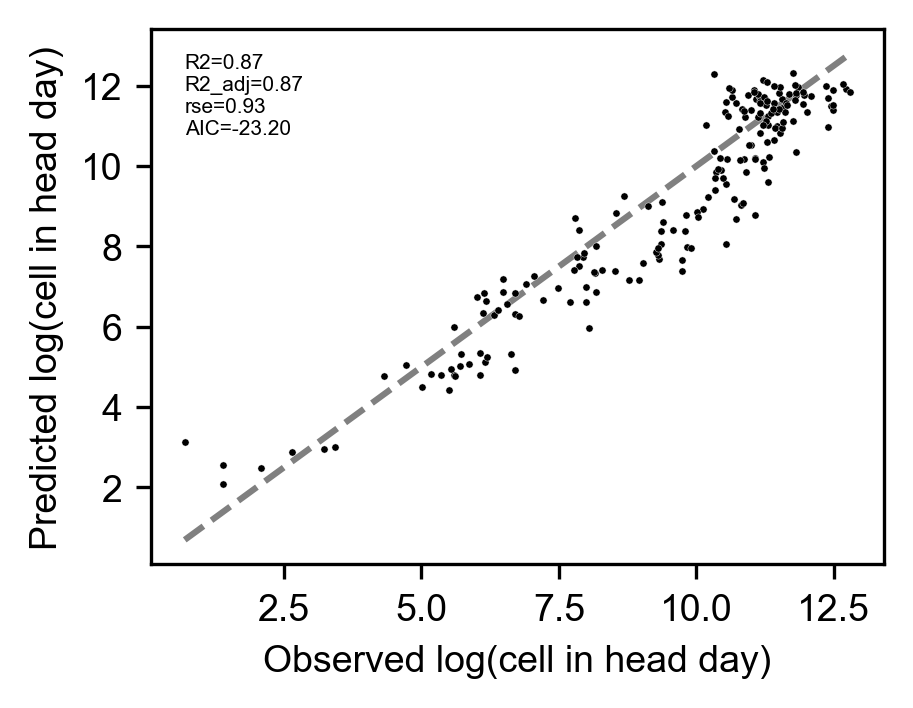 R2=0.87
R2_adj=0.87
rse=0.93
AIC=-23.20
Predicted log(cell in head day)
12
10
8
6
4
2
2.5 5.0 7.5 10.0 12.5
Observed log(cell in head day)